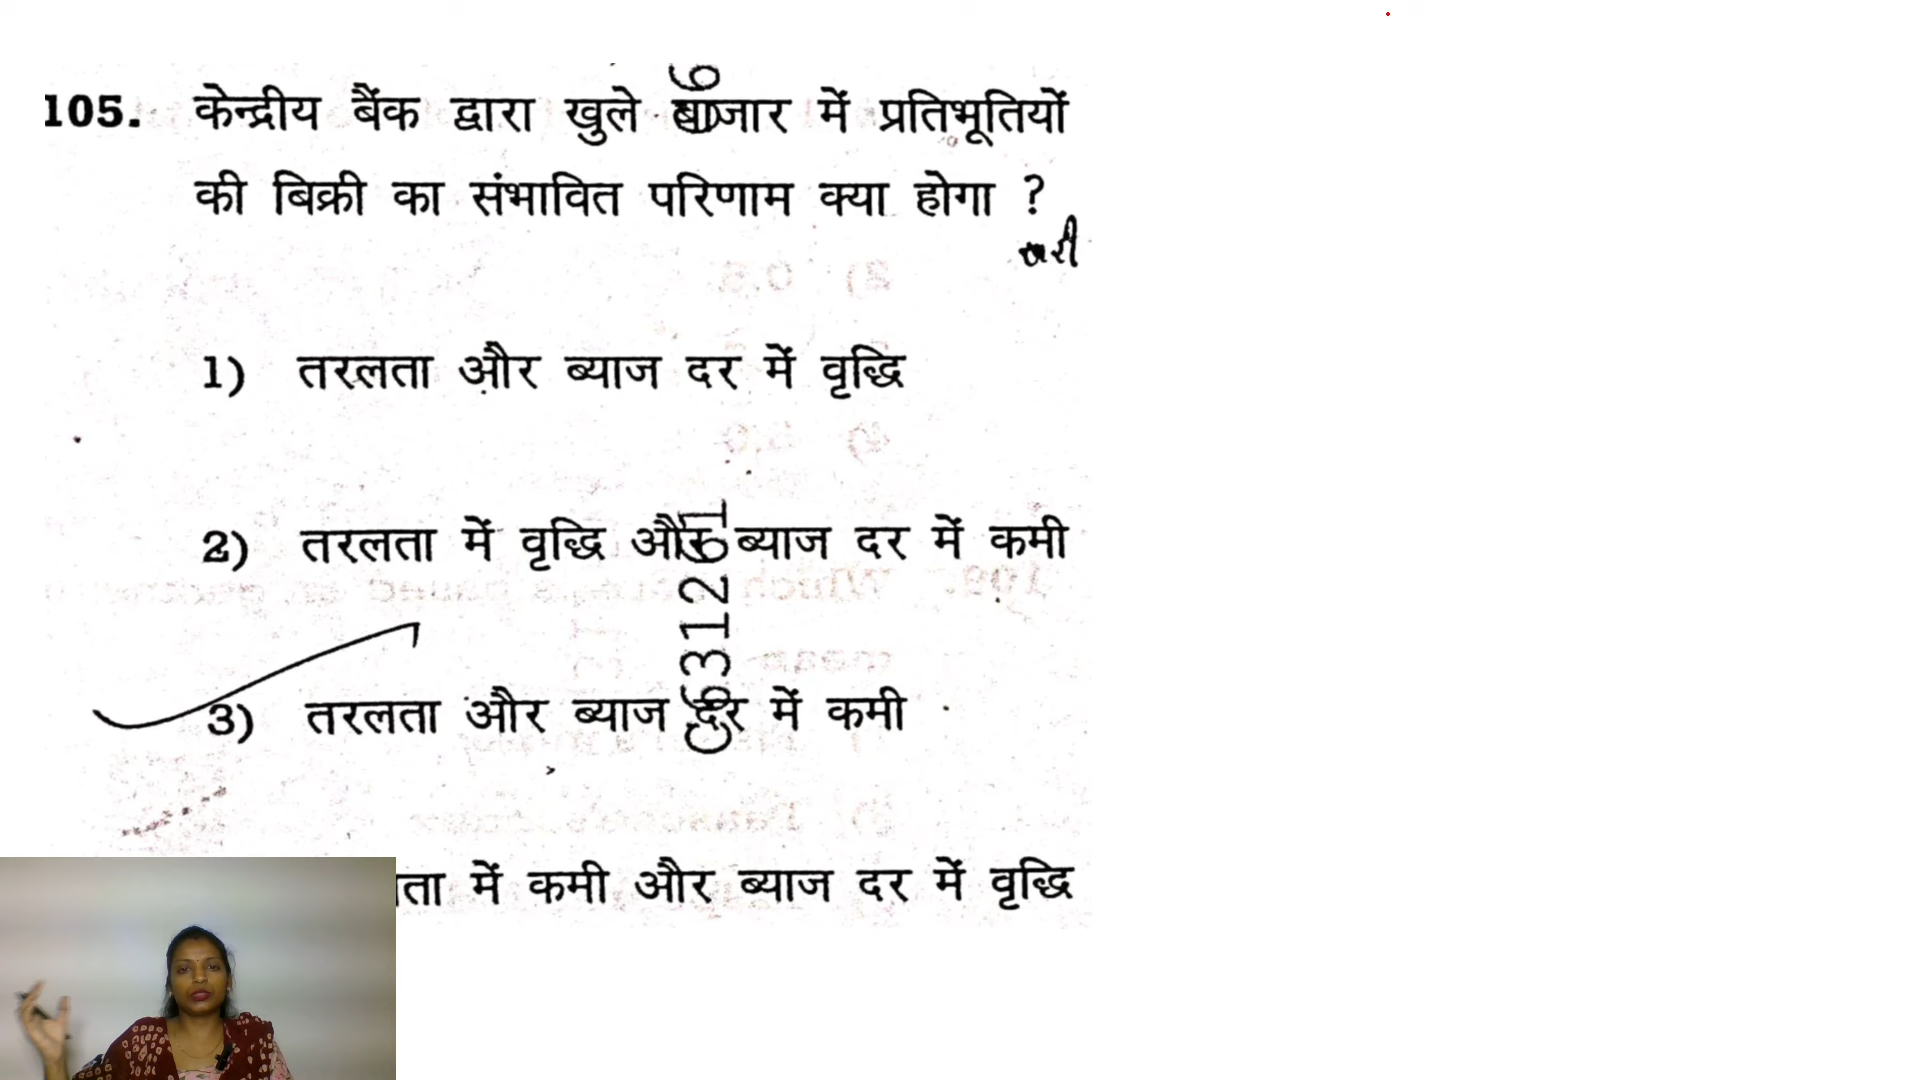 105. केन्द्रीय बैंक द्वारा खुले बाजार में प्रतिभूतियों
की बिक्री का संभावित परिणाम क्या होगा ?
1) तरलता और ब्याज दर में वृद्धि
2) तरलता में वृद्धि और ब्याज दर में कमी
3) तरलता और ब्याज दर में कमी
ता में कमी और ब्याज दर में वृद्धि